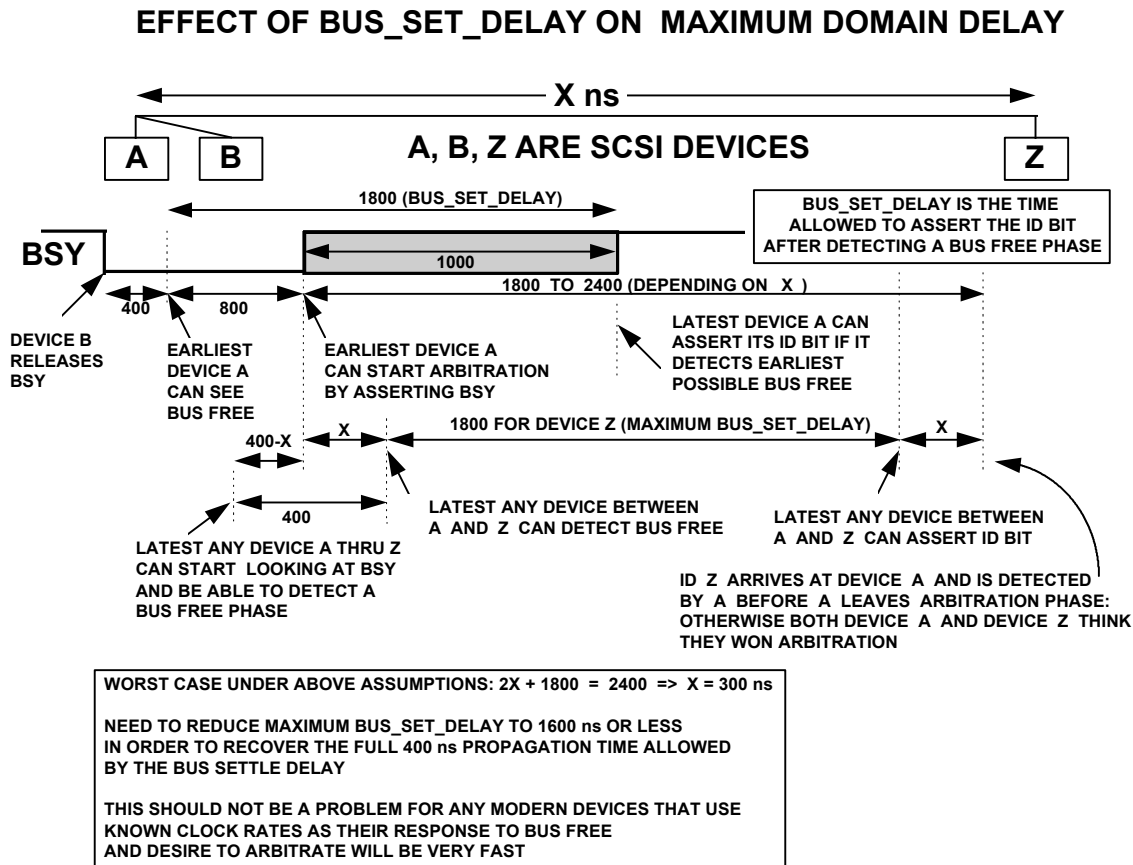 EFFECT OF BUS_SET_DELAY ON MAXIMUM DOMAIN DELAY
X ns
A
B
A, B, Z ARE SCSI DEVICES
Z
1800 (BUS_SET_DELAY)
BUS_SET_DELAY IS THE TIME
ALLOWED TO ASSERT THE ID BIT
AFTER DETECTING A BUS FREE PHASE
BSY
1000
400
800
1800 TO 2400 (DEPENDING ON X )
DEVICE B
RELEASES
BSY
EARLIEST
DEVICE A
CAN SEE
BUS FREE
EARLIEST DEVICE A
CAN START ARBITRATION
BY ASSERTING BSY
LATEST DEVICE A CAN
ASSERT ITS ID BIT IF IT
DETECTS EARLIEST
POSSIBLE BUS FREE
400-X
X
1800 FOR DEVICE Z (MAXIMUM BUS_SET_DELAY)
X
400
LATEST ANY DEVICE A THRU Z
CAN START LOOKING AT BSY
AND BE ABLE TO DETECT A
BUS FREE PHASE
LATEST ANY DEVICE BETWEEN
A AND Z CAN DETECT BUS FREE
LATEST ANY DEVICE BETWEEN
A AND Z CAN ASSERT ID BIT
ID Z ARRIVES AT DEVICE A AND IS DETECTED
BY A BEFORE A LEAVES ARBITRATION PHASE:
OTHERWISE BOTH DEVICE A AND DEVICE Z THINK
THEY WON ARBITRATION
WORST CASE UNDER ABOVE ASSUMPTIONS: 2X + 1800 = 2400 => X = 300 ns
NEED TO REDUCE MAXIMUM BUS_SET_DELAY TO 1600 ns OR LESS
IN ORDER TO RECOVER THE FULL 400 ns PROPAGATION TIME ALLOWED
BY THE BUS SETTLE DELAY
THIS SHOULD NOT BE A PROBLEM FOR ANY MODERN DEVICES THAT USE
KNOWN CLOCK RATES AS THEIR RESPONSE TO BUS FREE
AND DESIRE TO ARBITRATE WILL BE VERY FAST